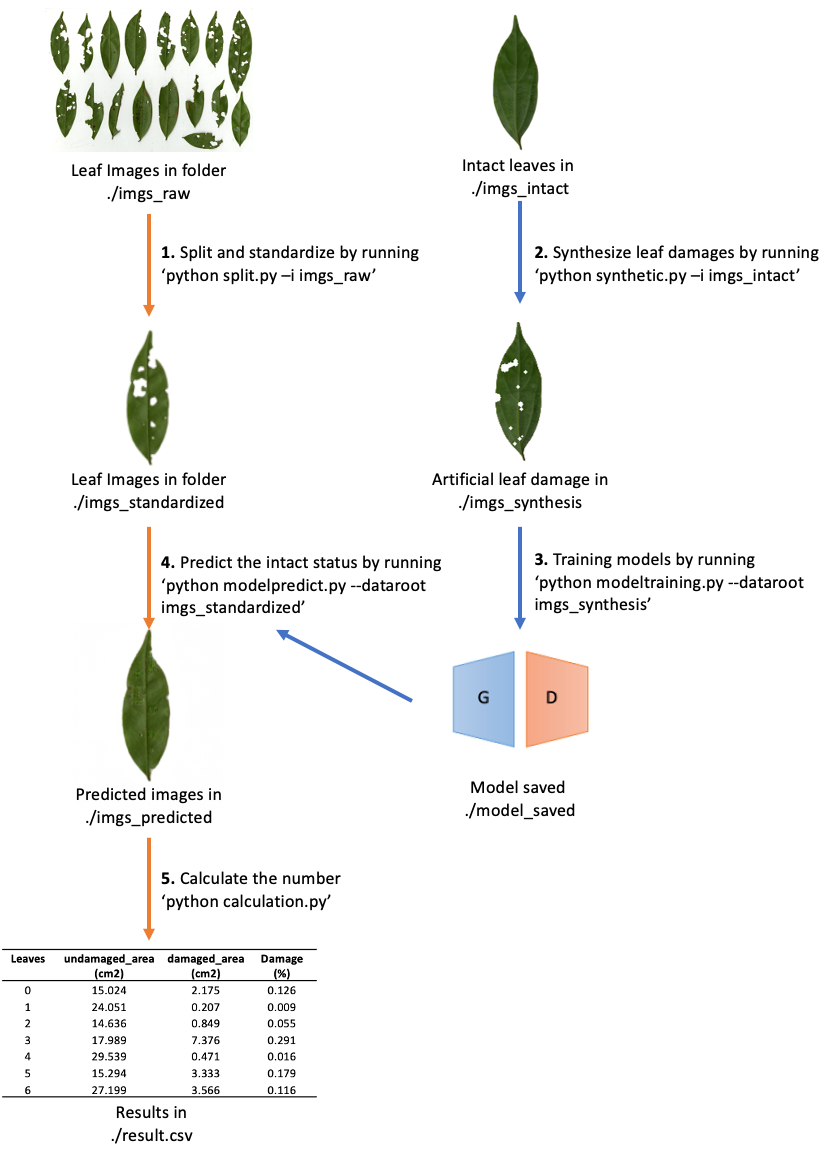 Leaf Images in folder
./imgs_raw
Intact leaves in
./imgs_intact
1. Split and standardize by running
‘python split.py –i imgs_raw’
2. Synthesize leaf damages by running
‘python synthetic.py –i imgs_intact’
Leaf Images in folder
./imgs_standardized
Artificial leaf damage in
./imgs_synthesis
4. Predict the intact status by running
‘python modelpredict.py --dataroot
imgs_standardized’
3. Training models by running
‘python modeltraining.py --dataroot
imgs_synthesis’
G D
Predicted images in
./imgs_predicted
Model saved
./model_saved
5. Calculate the number
‘python calculation.py’
Leaves undamaged_area damaged_area Damage
(cm2) (cm2) (%)
0 15.024 2.175 0.126
1 24.051 0.207 0.009
2 14.636 0.849 0.055
3 17.989 7.376 0.291
4 29.539 0.471 0.016
5 15.294 3.333 0.179
6 27.199 3.566 0.116
Results in
./result.csv